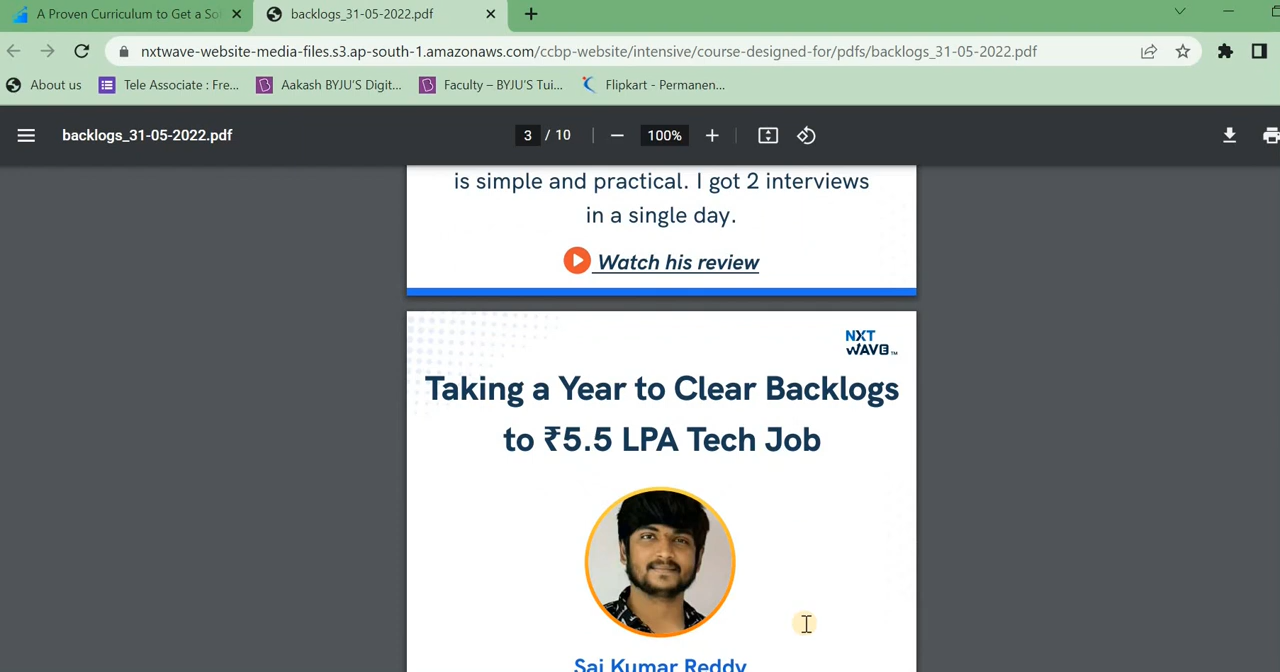 A Proven Curriculum to Get a So
backlogs_31-05-2022.pdf
nxtwave-website-media-files.s3.ap-south-1.amazonaws.com/ccbp-website/intensive/course-designed-for/pdfs/backlogs_31-05-2022.pdf
About us
Tele Associate : Fre...
Aakash BYJU'S Digit...
Faculty – BYJU'S Tui...
Flipkart - Permanen...
backlogs_31-05-2022.pdf
3 / 10
100%
is simple and practical. I got 2 interviews
in a single day.
Watch his review
NXT
WAVE™
Taking a Year to Clear Backlogs
to ₹5.5 LPA Tech Job
Sai Kumar Reddy